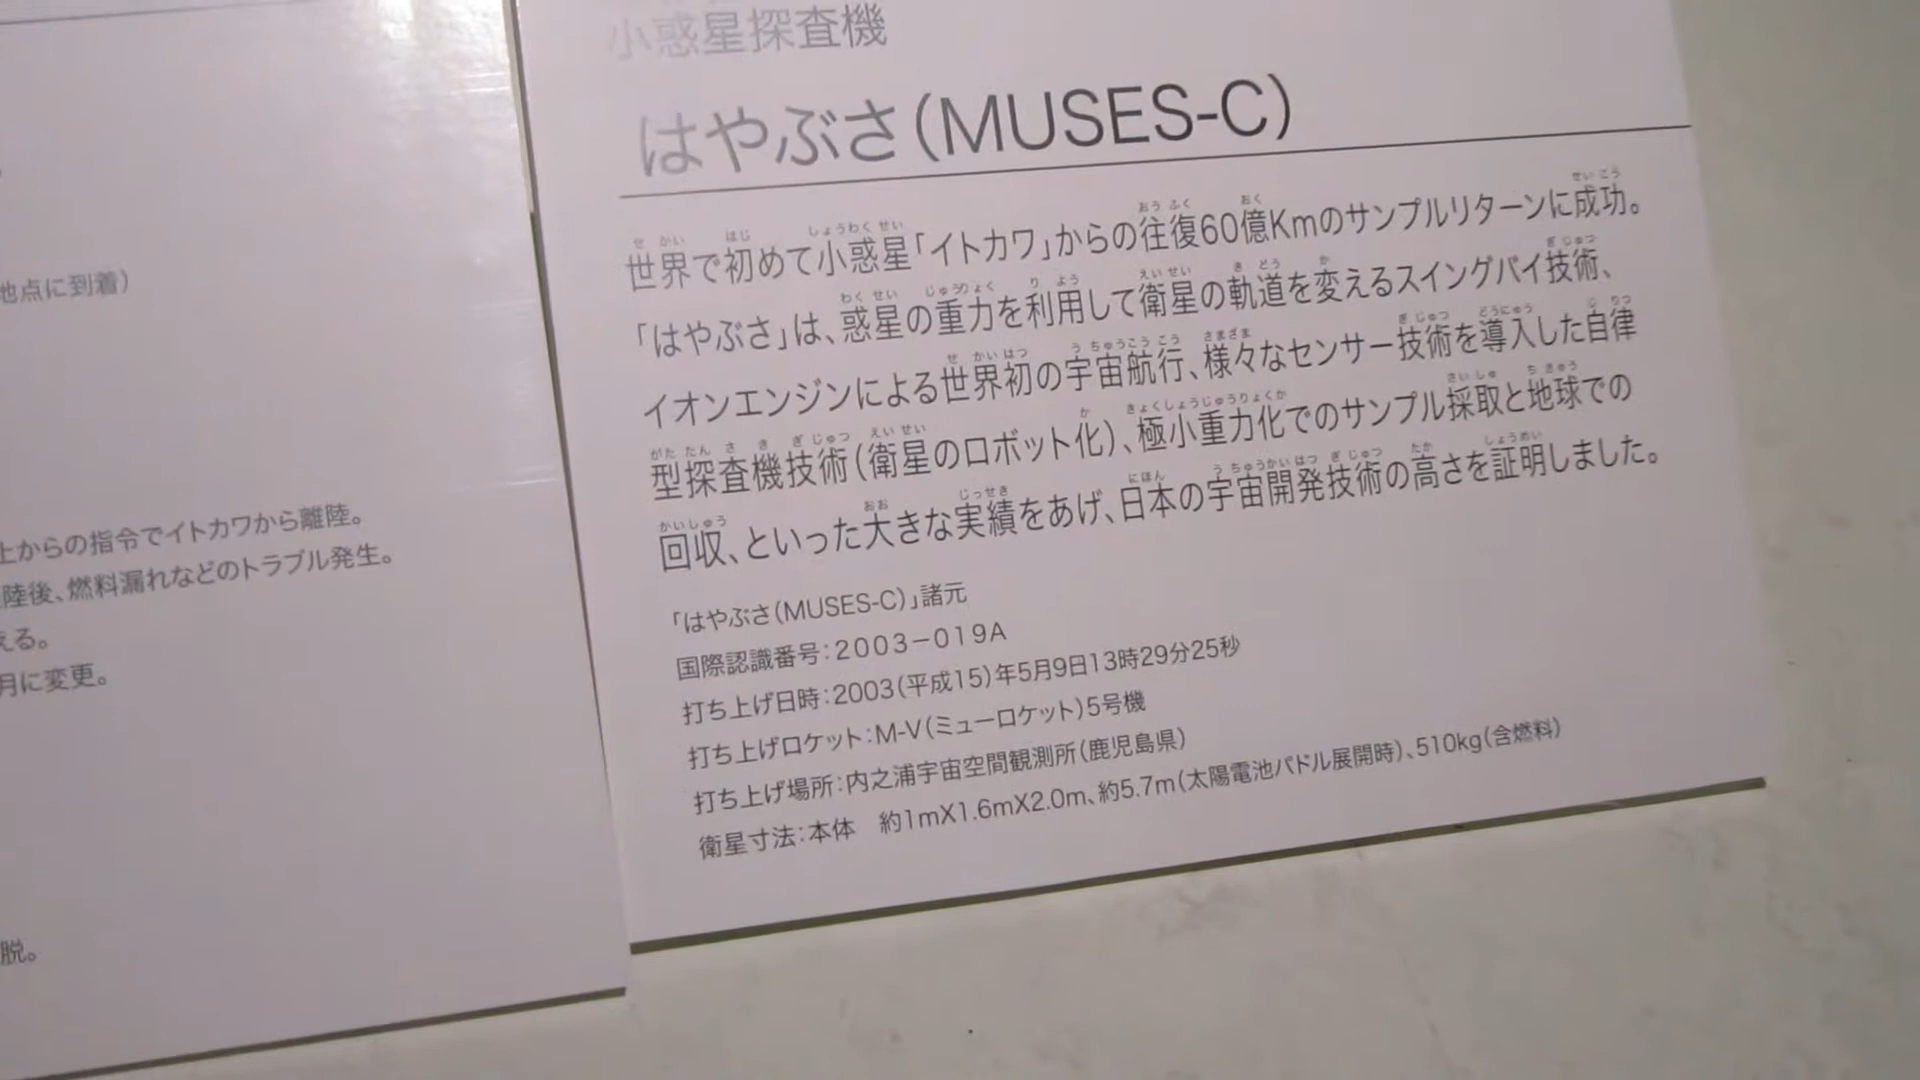 地点に到着)
上からの指令でイトカワから離陸。
陸後、燃料漏れなどのトラブル発生。
える。
月に変更。
脱。
小惑星探査機
はやぶさ(MUSES-C)
世界で初めて小惑星「イトカワ」からの往復60億Kmのサンプルリターンに成功。
「はやぶさ」は、惑星の重力を利用して衛星の軌道を変えるスイングバイ技術、
イオンエンジンによる世界初の宇宙航行、様々なセンサー技術を導入した自律
型探査機技術(衛星のロボット化)、極小重力化でのサンプル採取と地球での
回収、といった大きな実績をあげ、日本の宇宙開発技術の高さを証明しました。
「はやぶさ(MUSES-C)」諸元
国際認識番号:2003-019A
打ち上げ日時:2003(平成15)年5月9日13時29分25秒
打ち上げロケット:M-V(ミューロケット)5号機
打ち上げ場所:内之浦宇宙空間観測所(鹿児島県)
衛星寸法:本体　約1mX1.6mX2.0m、約5.7m(太陽電池パドル展開時)、510kg(含燃料)